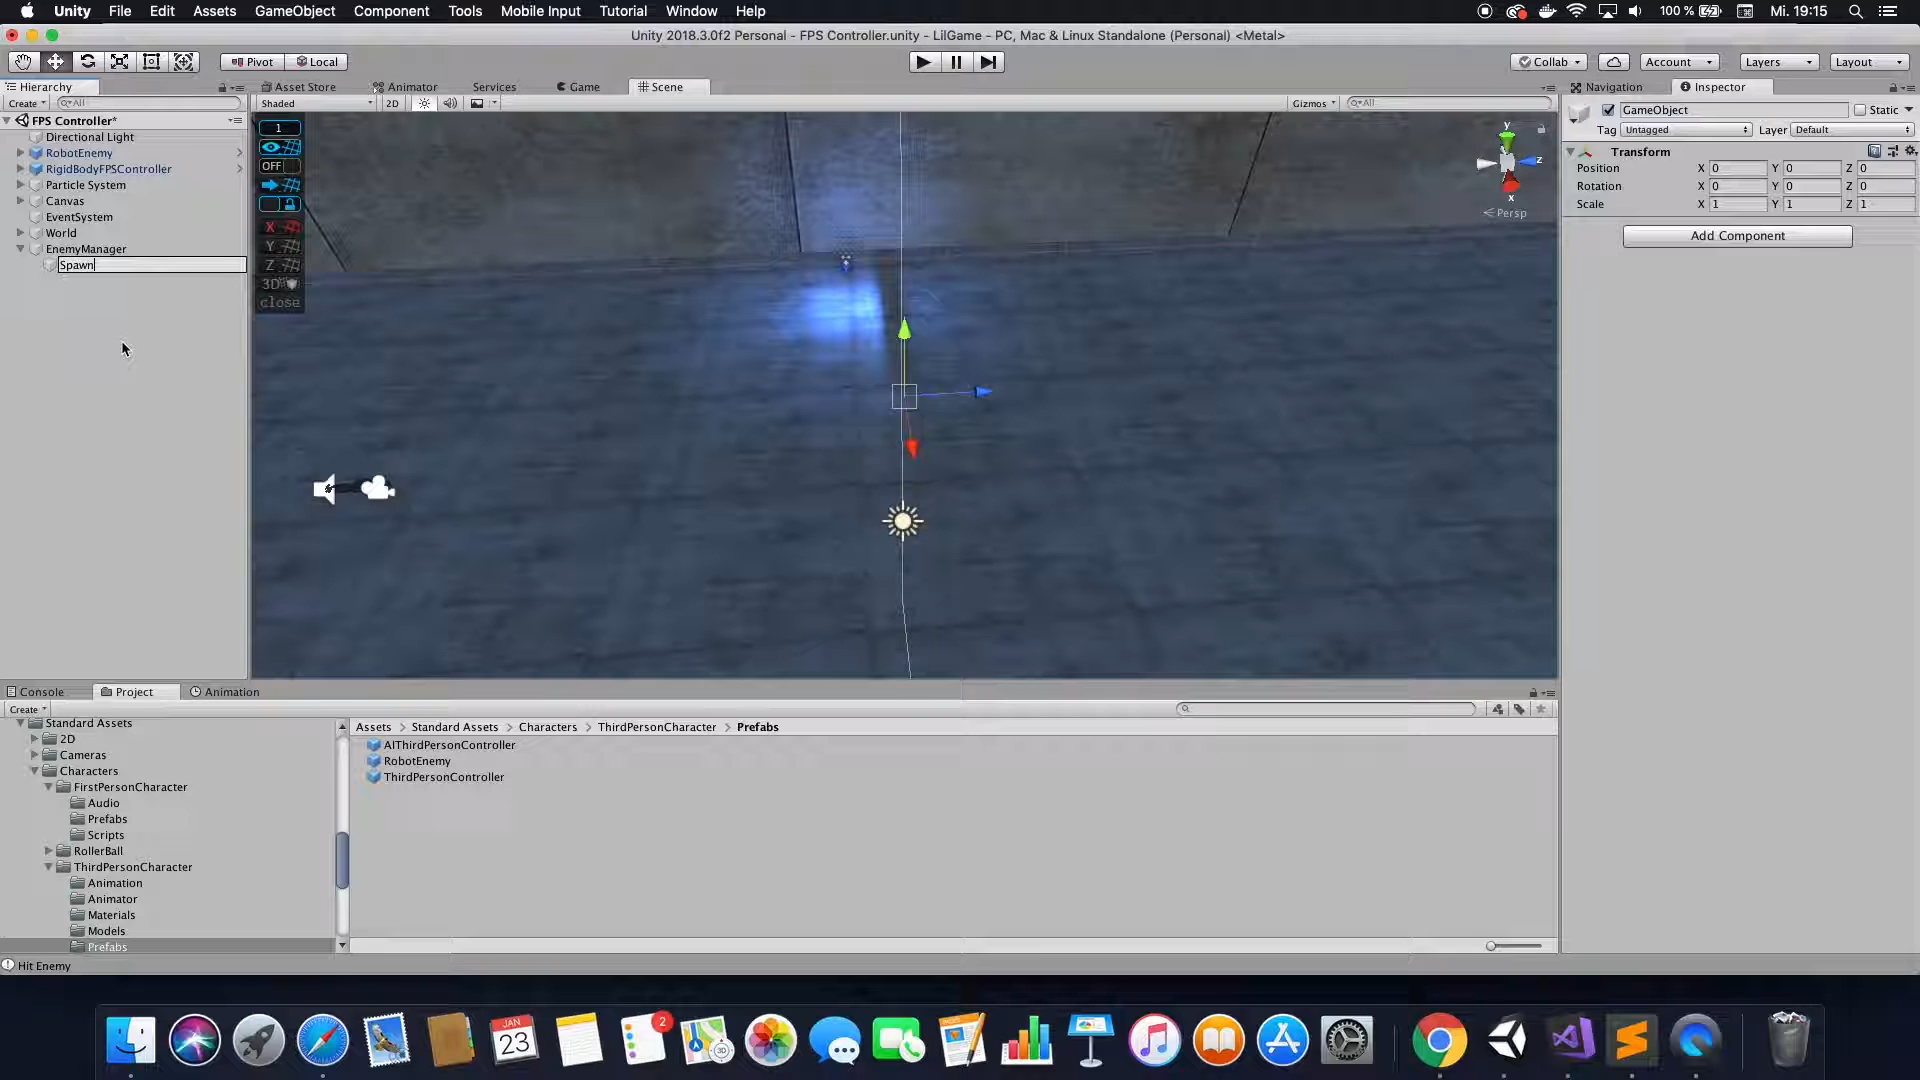 Unity File Edit Assets GameObject Component Tools Mobile Input Tutorial Window Help 100 % Mi. 19:15
Unity 2018.3.0f2 Personal - FPS Controller.unity - LilGame - PC, Mac & Linux Standalone (Personal) <Metal>
Pivot Local Collab Account Layers Layout
Hierarchy Asset Store Animator Services Game Scene Navigation Inspector
Create All Shaded 2D Gizmos All
GameObject Static
Tag Untagged Layer Default
Transform
Position X 0 Y 0 Z 0
Rotation X 0 Y 0 Z 0
Scale X 1 Y 1 Z 1
Add Component
FPS Controller*
Directional Light
RobotEnemy
RigidBodyFPSController
Particle System
Canvas
EventSystem
World
EnemyManager
Spawn
1
OFF
X
Y
Z
3D
close
y
z
x
Persp
Console Project Animation
Create
Standard Assets
2D
Cameras
Characters
FirstPersonCharacter
Audio
Prefabs
Scripts
RollerBall
ThirdPersonCharacter
Animation
Animator
Materials
Models
Prefabs
Assets > Standard Assets > Characters > ThirdPersonCharacter > Prefabs
AIThirdPersonController
RobotEnemy
ThirdPersonController
Hit Enemy
JAN
23
2
3D